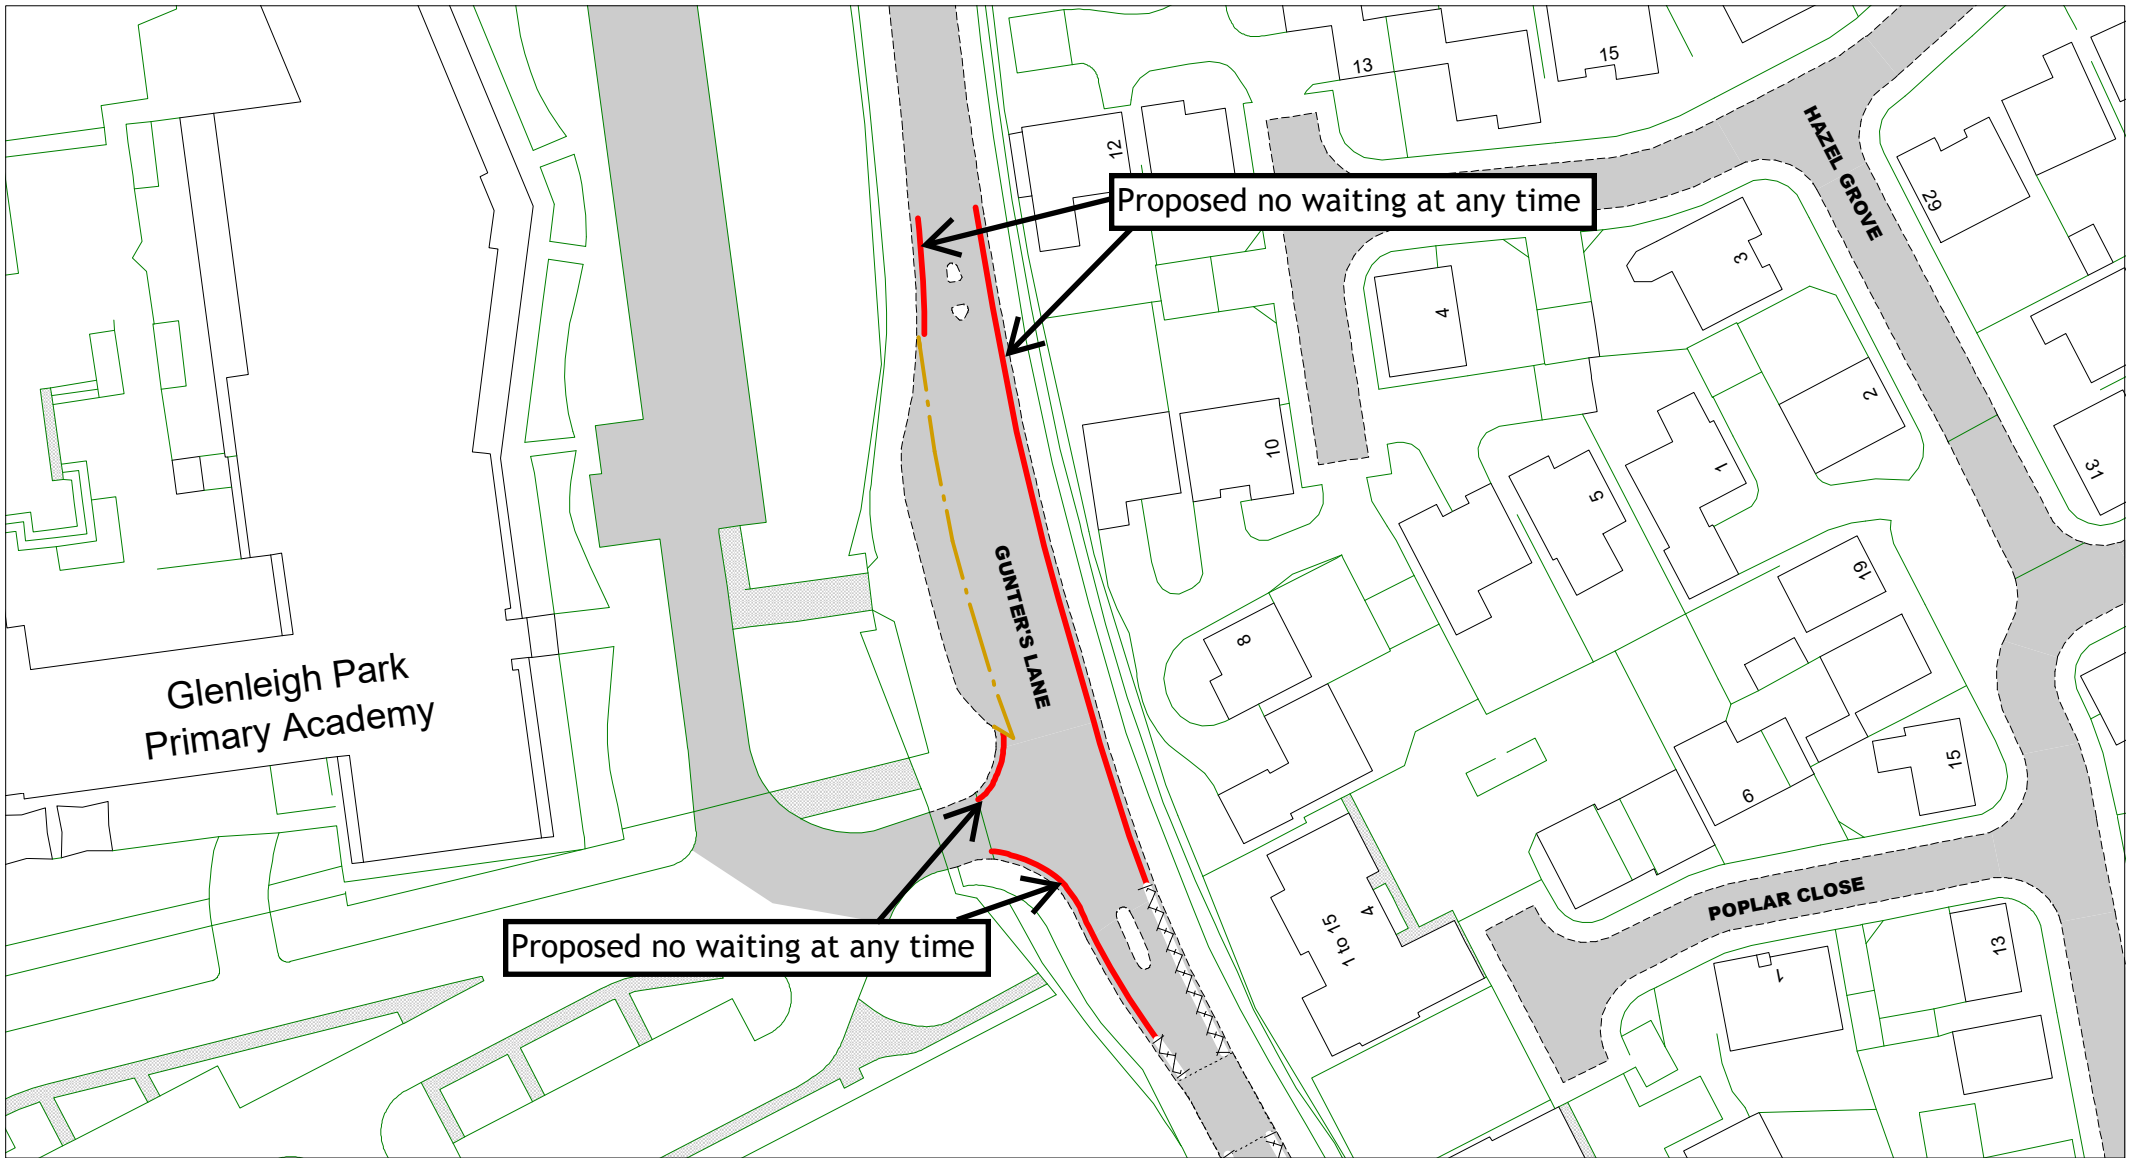 13
15
12
HAZEL GROVE
29
Proposed no waiting at any time
3
4
2
10
1
31
5
GUNTER'S LANE
19
8
Glenleigh Park
Primary Academy
15
9
1 to 15
4
POPLAR CLOSE
Proposed no waiting at any time
13
1